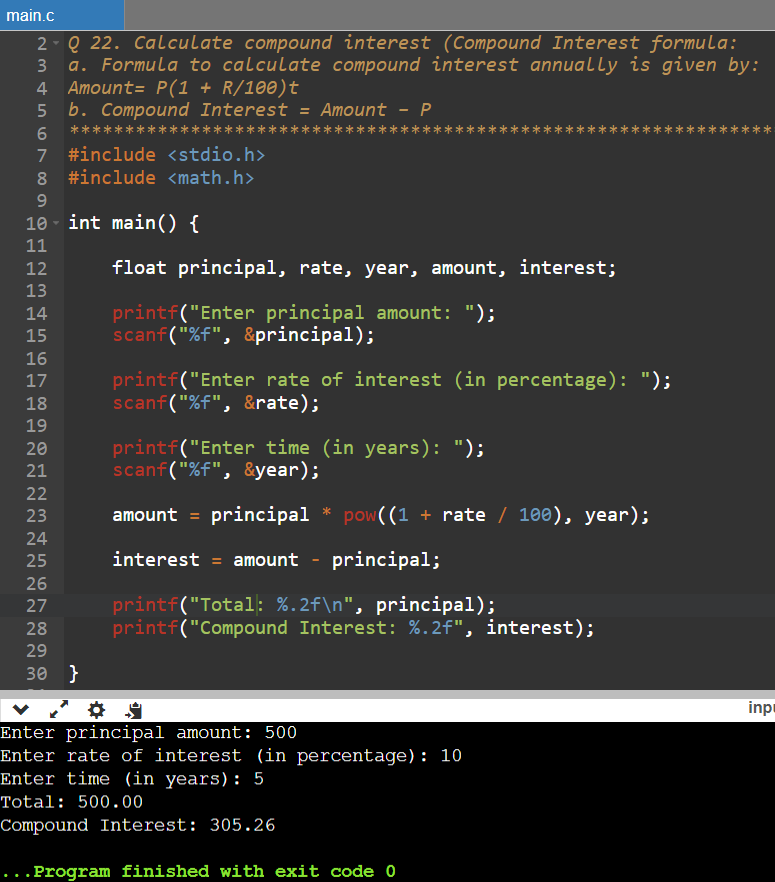 main.c
2 Q 22. Calculate compound interest (Compound Interest formula:
3 a. Formula to calculate compound interest annually is given by:
4 Amount= P(1 + R/100)t
5 b. Compound Interest = Amount - P
6 ****************************************************************
7 #include <stdio.h>
8 #include <math.h>
9
10 int main() {
11
12     float principal, rate, year, amount, interest;
13
14     printf("Enter principal amount: ");
15     scanf("%f", &principal);
16
17     printf("Enter rate of interest (in percentage): ");
18     scanf("%f", &rate);
19
20     printf("Enter time (in years): ");
21     scanf("%f", &year);
22
23     amount = principal * pow((1 + rate / 100), year);
24
25     interest = amount - principal;
26
27     printf("Total: %.2f\n", principal);
28     printf("Compound Interest: %.2f", interest);
29
30 }
Enter principal amount: 500
Enter rate of interest (in percentage): 10
Enter time (in years): 5
Total: 500.00
Compound Interest: 305.26
...Program finished with exit code 0